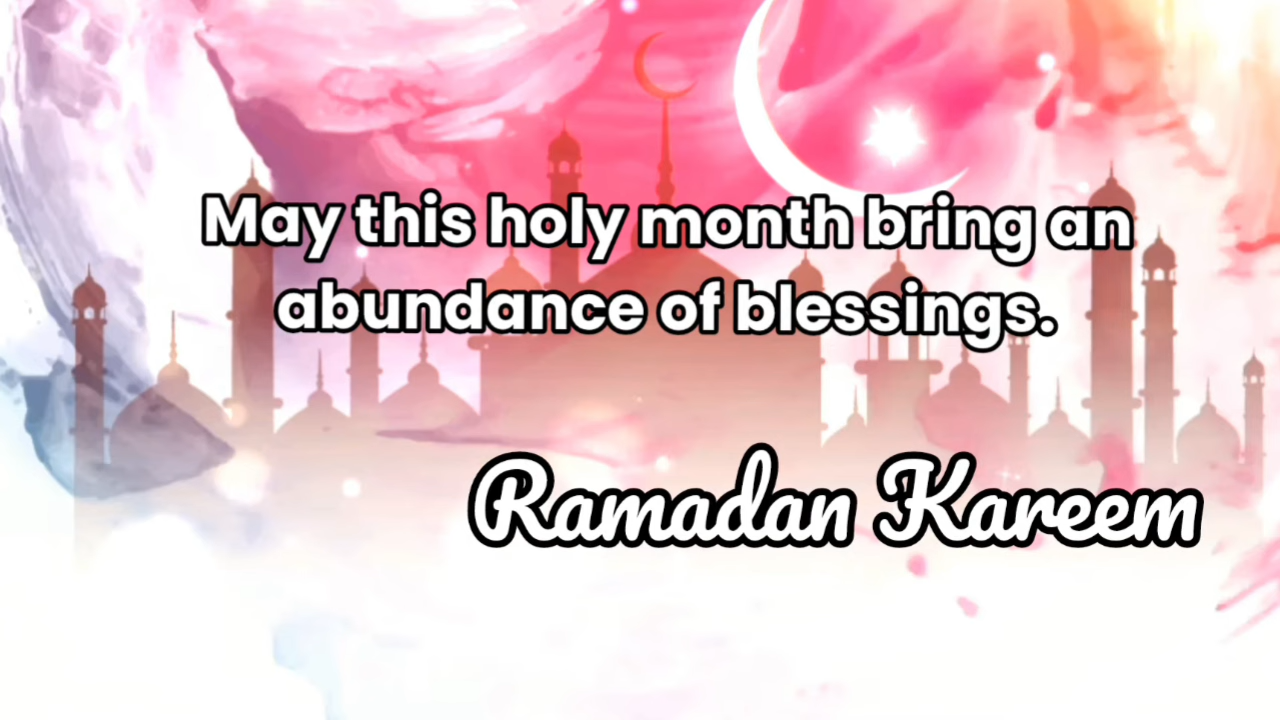 May this holy month bring an
abundance of blessings.
Ramadan Kareem